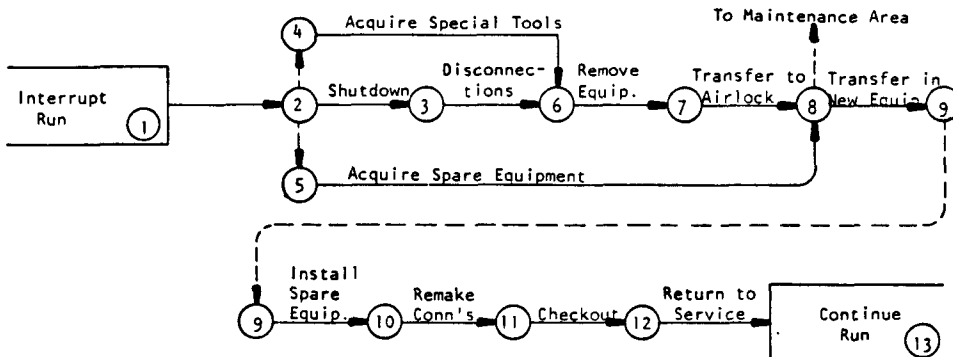 To Maintenance Area
4 Acquire Special Tools
Interrupt
Run
1
2 Shutdown 3 Disconnec-
tions 6 Remove
Equip. 7 Transfer to
Airlock 8 Transfer in
New Equip 9
5 Acquire Spare Equipment
9 Install
Spare
Equip. 10 Remake
Conn's 11 Checkout 12 Return to
Service
Continue
Run
13